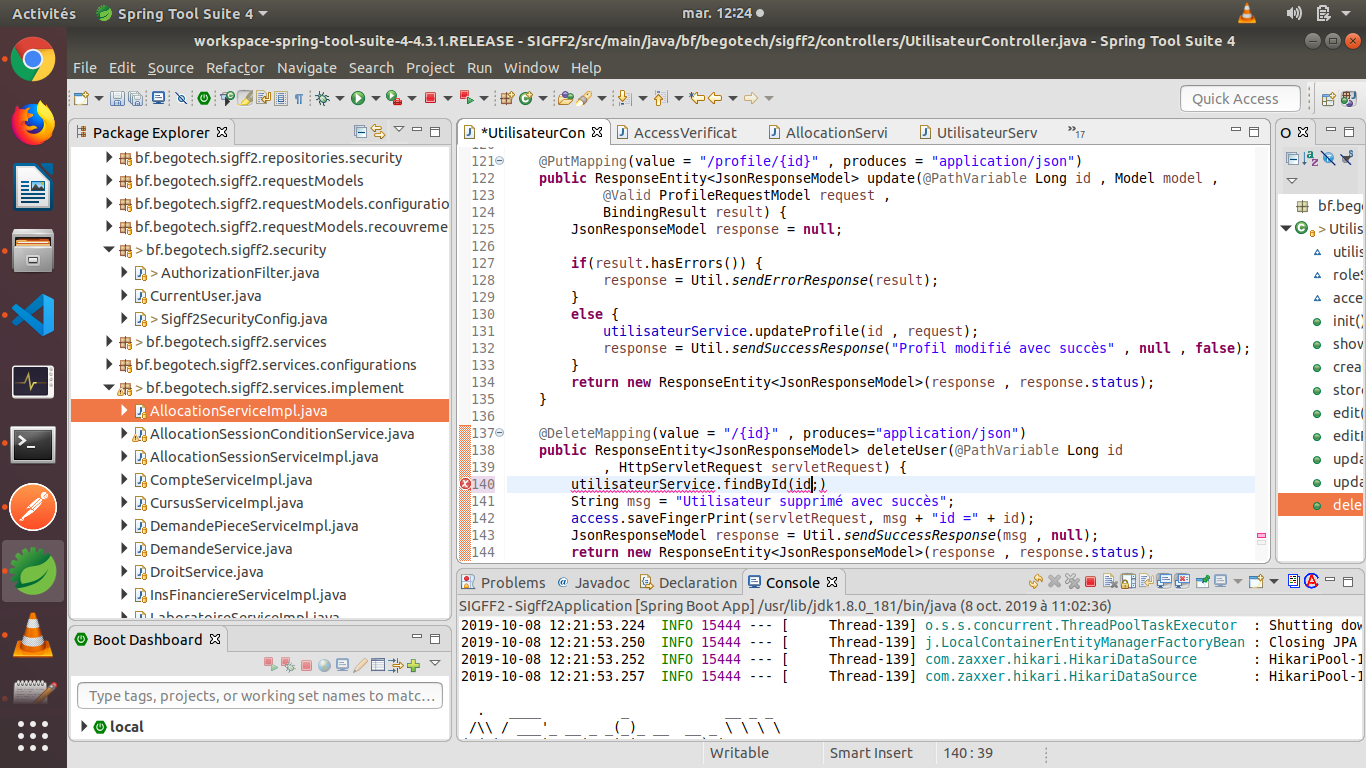 Activités Spring Tool Suite 4 mar. 12:24
workspace-spring-tool-suite-4-4.3.1.RELEASE - SIGFF2/src/main/java/bf/begotech/sigff2/controllers/UtilisateurController.java - Spring Tool Suite 4
File Edit Source Refactor Navigate Search Project Run Window Help
Quick Access
Package Explorer
bf.begotech.sigff2.repositories.security
bf.begotech.sigff2.requestModels
bf.begotech.sigff2.requestModels.configuratio
bf.begotech.sigff2.requestModels.recouvreme
> bf.begotech.sigff2.security
> AuthorizationFilter.java
CurrentUser.java
> Sigff2SecurityConfig.java
> bf.begotech.sigff2.services
bf.begotech.sigff2.services.configurations
> bf.begotech.sigff2.services.implement
AllocationServiceImpl.java
AllocationSessionConditionService.java
AllocationSessionServiceImpl.java
CompteServiceImpl.java
CursusServiceImpl.java
DemandePieceServiceImpl.java
DemandeService.java
DroitService.java
InsFinanciereServiceImpl.java
LaboratoireServiceImpl.java
Boot Dashboard
Type tags, projects, or working set names to matc...
local
*UtilisateurCon AccessVerificat AllocationServi UtilisateurServ »17
120
121 @PutMapping(value = "/profile/{id}" , produces = "application/json")
122 public ResponseEntity<JsonResponseModel> update(@PathVariable Long id , Model model ,
123 @Valid ProfileRequestModel request ,
124 BindingResult result) {
125 JsonResponseModel response = null;
126
127 if(result.hasErrors()) {
128 response = Util.sendErrorResponse(result);
129 }
130 else {
131 utilisateurService.updateProfile(id , request);
132 response = Util.sendSuccessResponse("Profil modifié avec succès" , null , false);
133 }
134 return new ResponseEntity<JsonResponseModel>(response , response.status);
135 }
136
137 @DeleteMapping(value = "/{id}" , produces="application/json")
138 public ResponseEntity<JsonResponseModel> deleteUser(@PathVariable Long id
139 , HttpServletRequest servletRequest) {
140 utilisateurService.findById(id;)
141 String msg = "Utilisateur supprimé avec succès";
142 access.saveFingerPrint(servletRequest, msg + "id =" + id);
143 JsonResponseModel response = Util.sendSuccessResponse(msg , null);
144 return new ResponseEntity<JsonResponseModel>(response , response.status);
O
bf.beg
> Utilis
utilis
roleS
acce
init()
shov
crea
store
edit(
editI
upda
upda
dele
Problems @ Javadoc Declaration Console
SIGFF2 - Sigff2Application [Spring Boot App] /usr/lib/jdk1.8.0_181/bin/java (8 oct. 2019 à 11:02:36)
2019-10-08 12:21:53.224 INFO 15444 --- [ Thread-139] o.s.s.concurrent.ThreadPoolTaskExecutor : Shutting dow
2019-10-08 12:21:53.250 INFO 15444 --- [ Thread-139] j.LocalContainerEntityManagerFactoryBean : Closing JPA
2019-10-08 12:21:53.252 INFO 15444 --- [ Thread-139] com.zaxxer.hikari.HikariDataSource : HikariPool-1
2019-10-08 12:21:53.257 INFO 15444 --- [ Thread-139] com.zaxxer.hikari.HikariDataSource : HikariPool-1
Writable Smart Insert 140 : 39